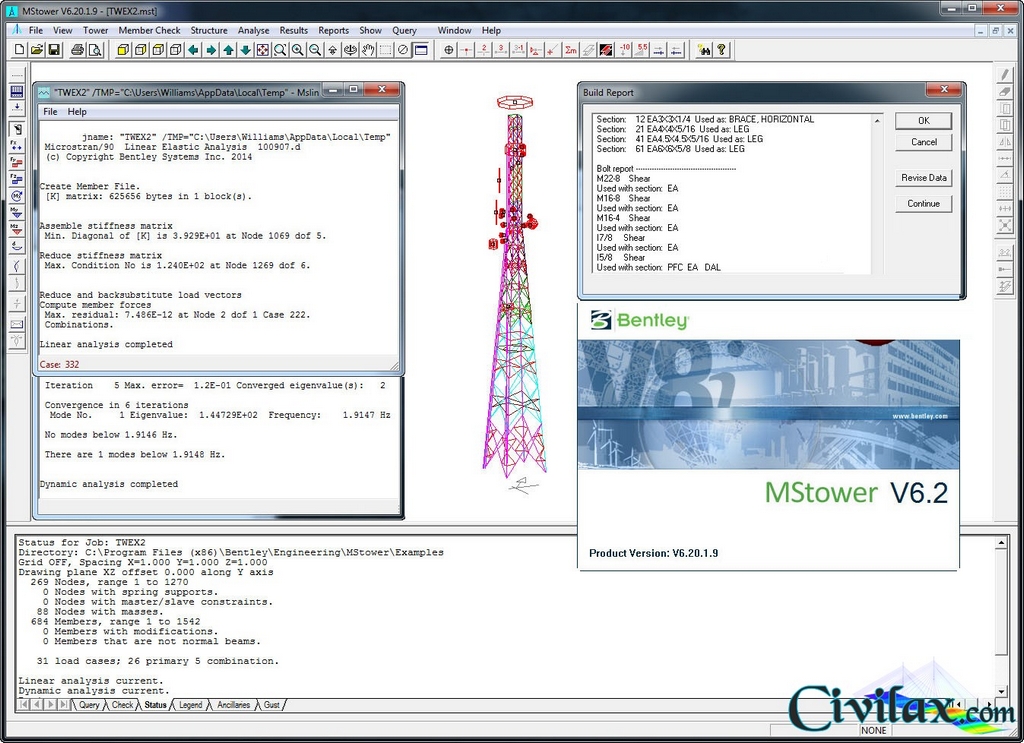 MStower V6.20.1.9 - [TWEX2.mst]
File View Tower Member Check Structure Analyse Results Reports Show Query Window Help
"TWEX2" /TMP="C:\Users\Williams\AppData\Local\Temp" - Mslin
File Help
jname: "TWEX2" /TMP="C:\Users\Williams\AppData\Local\Temp"
Microstran/90 Linear Elastic Analysis 100907.d
(c) Copyright Bentley Systems Inc. 2014
Create Member File.
[K] matrix: 625656 bytes in 1 block(s).
Assemble stiffness matrix
Min. Diagonal of [K] is 3.929E+01 at Node 1069 dof 5.
Reduce stiffness matrix
Max. Condition No is 1.240E+02 at Node 1269 dof 6.
Reduce and backsubstitute load vectors
Compute member forces
Max. residual: 7.486E-12 at Node 2 dof 1 Case 222.
Combinations.
Linear analysis completed
Case: 332
Iteration 5 Max. error= 1.2E-01 Converged eigenvalue(s): 2
Convergence in 6 iterations
Mode No. 1 Eigenvalue: 1.44729E+02 Frequency: 1.9147 Hz
No modes below 1.9146 Hz.
There are 1 modes below 1.9148 Hz.
Dynamic analysis completed
Build Report
Section: 12 EA3X3X1/4 Used as: BRACE, HORIZONTAL
Section: 21 EA4X4X5/16 Used as: LEG
Section: 41 EA4.5X4.5X5/16 Used as: LEG
Section: 61 EA6X6X5/8 Used as: LEG
Bolt report ------------------------------------------
M22-8 Shear
Used with section: EA
M16-8 Shear
Used with section: EA
M16-4 Shear
Used with section: EA
I7/8 Shear
Used with section: EA
I5/8 Shear
Used with section: PFC EA DAL
OK
Cancel
Revise Data
Continue
Bentley
V8i
www.bentley.com
MStower V6.2
Product Version: V6.20.1.9
Status for Job: TWEX2
Directory: C:\Program Files (x86)\Bentley\Engineering\MStower\Examples
Grid OFF, Spacing X=1.000 Y=1.000 Z=1.000
Drawing plane XZ offset 0.000 along Y axis
269 Nodes, range 1 to 1270
0 Nodes with spring supports.
0 Nodes with master/slave constraints.
88 Nodes with masses.
684 Members, range 1 to 1542
0 Members with modifications.
0 Members that are not normal beams.
31 load cases; 26 primary 5 combination.
Linear analysis current.
Dynamic analysis current.
Query Check Status Legend Ancillaries Gust
NONE
Civilax.com